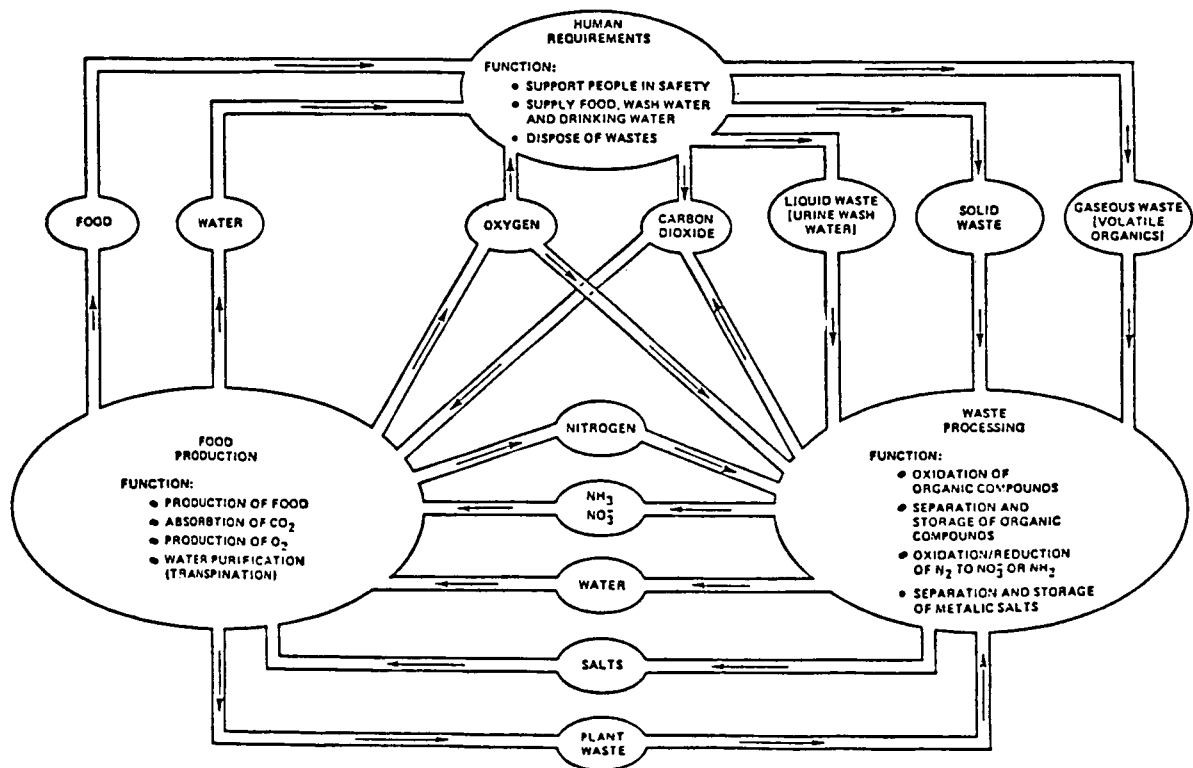 HUMAN
REQUIREMENTS
FUNCTION:
• SUPPORT PEOPLE IN SAFETY
• SUPPLY FOOD, WASH WATER
AND DRINKING WATER
• DISPOSE OF WASTES
FOOD
WATER
OXYGEN
CARBON
DIOXIDE
LIQUID WASTE
[URINE WASH
WATER]
SOLID
WASTE
GASEOUS WASTE
[VOLATILE
ORGANICS]
FOOD
PRODUCTION
FUNCTION:
• PRODUCTION OF FOOD
• ABSORBTION OF CO₂
• PRODUCTION OF O₂
• WATER PURIFICATION
(TRANSPINATION)
NITROGEN
NH₃
NO₃⁻
WATER
SALTS
PLANT
WASTE
WASTE
PROCESSING
FUNCTION:
• OXIDATION OF
ORGANIC COMPOUNDS
• SEPARATION AND
STORAGE OF ORGANIC
COMPOUNDS
• OXIDATION/REDUCTION
OF N₂ TO NO₃⁻ OR NH₂
• SEPARATION AND STORAGE
OF METALIC SALTS